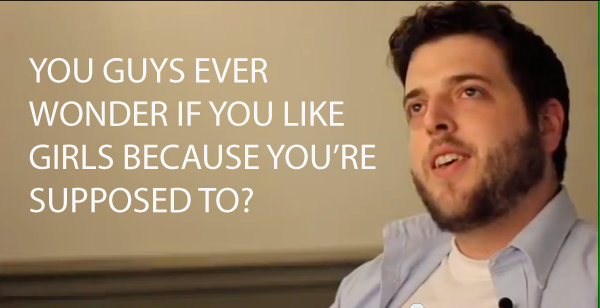 YOU GUYS EVER
WONDER IF YOU LIKE
GIRLS BECAUSE YOU’RE
SUPPOSED TO?